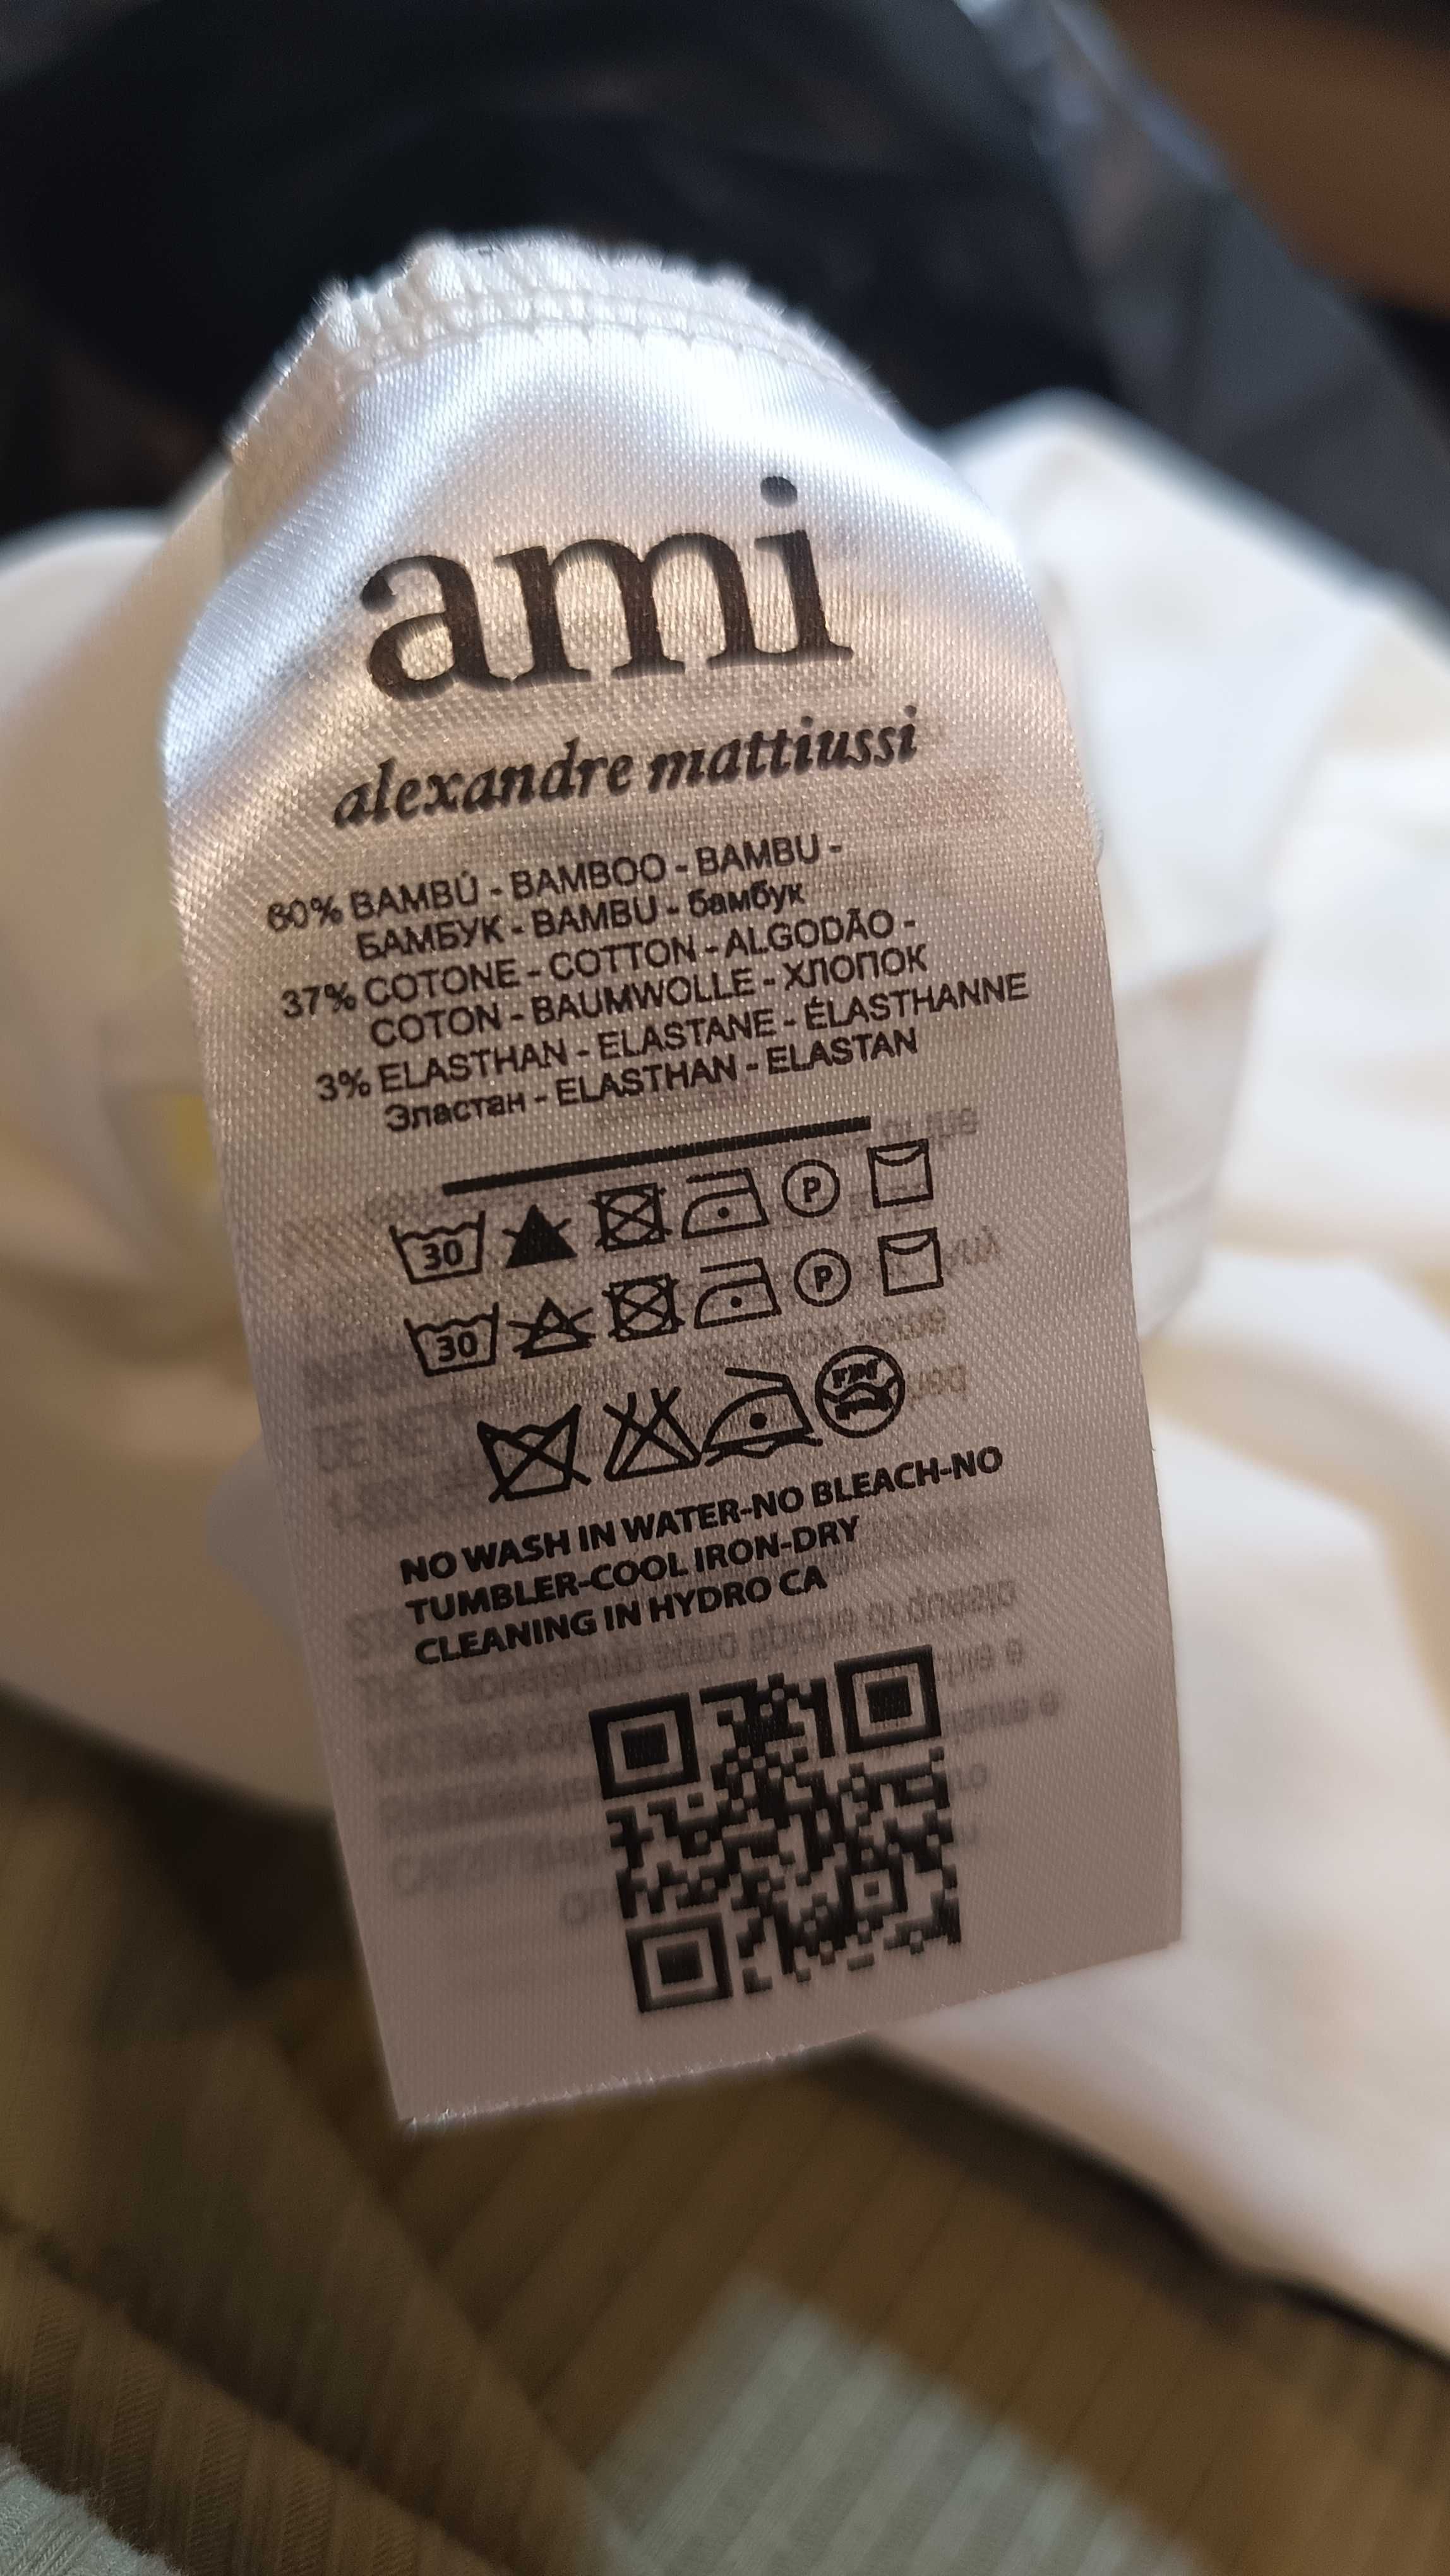 ami
alexandre mattiussi
60% BAMBÚ - BAMBOO - BAMBU -
БАМБУК - BAMBU - бамбук
37% COTONE - COTTON - ALGODÃO -
COTON - BAUMWOLLE - ХЛОПОК
3% ELASTHAN - ELASTANE - ÉLASTHANNE
Эластан - ELASTHAN - ELASTAN
30 P
30 P
NO WASH IN WATER-NO BLEACH-NO
TUMBLER-COOL IRON-DRY
CLEANING IN HYDRO CA